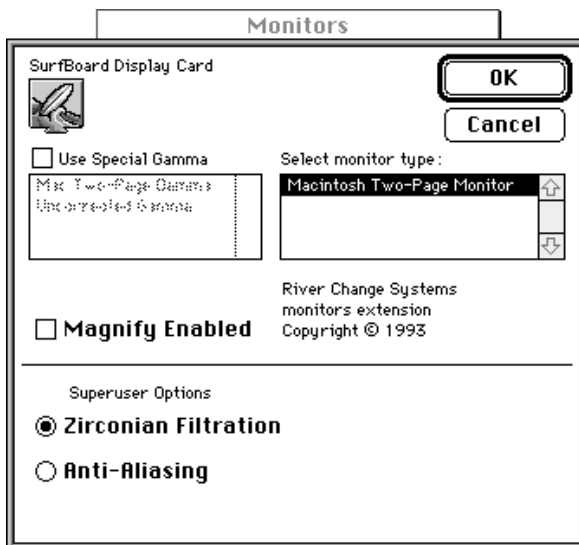 Monitors
SurfBoard Display Card
OK
Cancel
Use Special Gamma
Select monitor type:
Mac Two-Page Gamma
Uncorrected Gamma
Macintosh Two-Page Monitor
River Change Systems
monitors extension
Copyright © 1993
Magnify Enabled
Superuser Options
Zirconian Filtration
Anti-Aliasing